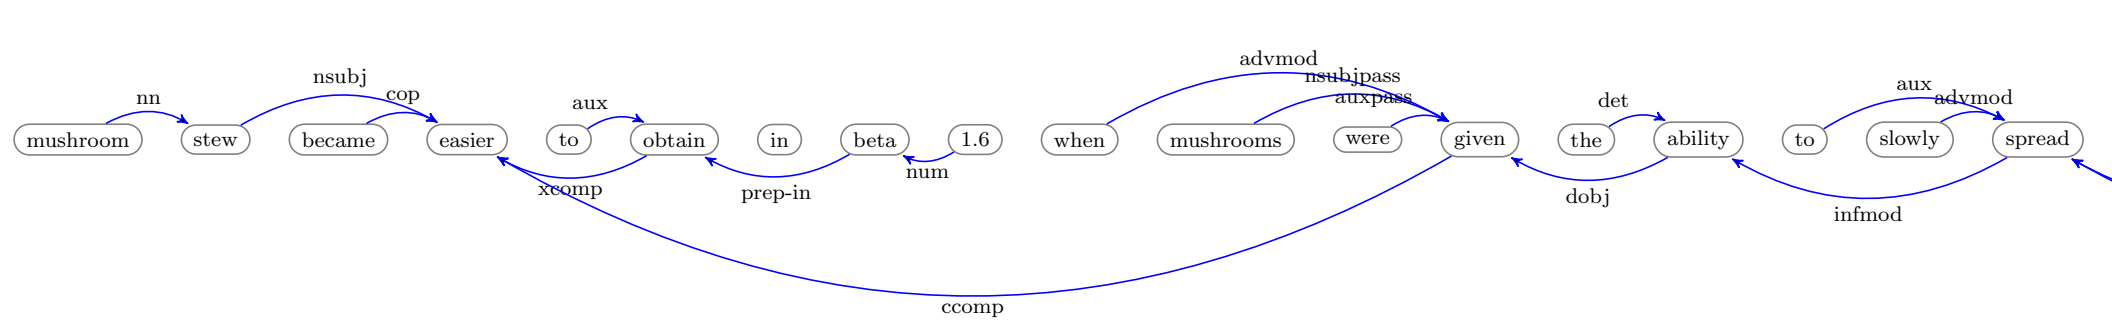 advmod
nsubj nsubjpass
nn cop aux auxpass det aux advmod
mushroom stew became easier to obtain in beta 1.6 when mushrooms were given the ability to slowly spread
num
xcomp prep-in dobj
infmod
ccomp